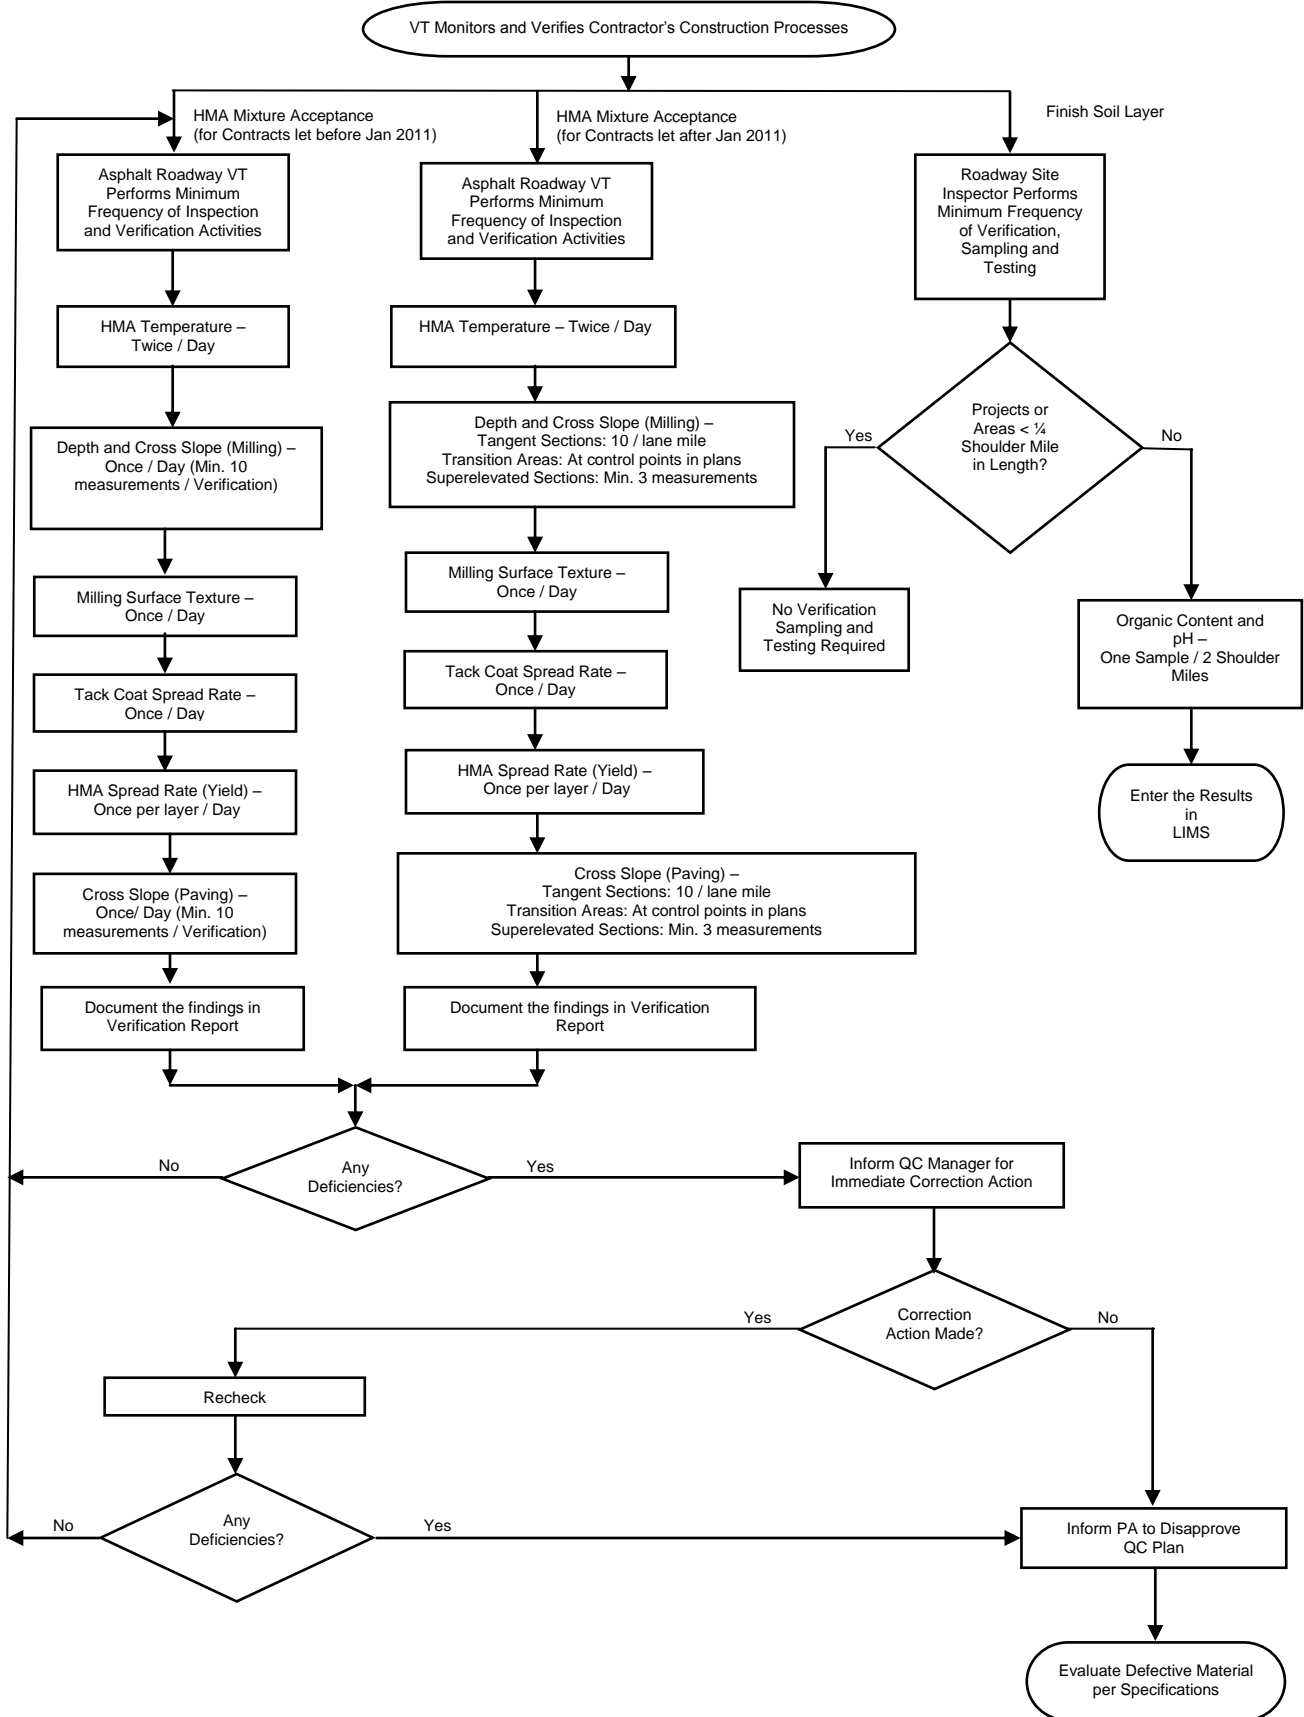 VT Monitors and Verifies Contractor's Construction Processes
HMA Mixture Acceptance
(for Contracts let before Jan 2011)
HMA Mixture Acceptance
(for Contracts let after Jan 2011)
Finish Soil Layer
Asphalt Roadway VT
Performs Minimum
Frequency of Inspection
and Verification Activities
Asphalt Roadway VT
Performs Minimum
Frequency of Inspection
and Verification Activities
Roadway Site
Inspector Performs
Minimum Frequency
of Verification,
Sampling and
Testing
HMA Temperature –
Twice / Day
HMA Temperature – Twice / Day
Projects or
Areas < ¼
Shoulder Mile
in Length?
Yes
No
Depth and Cross Slope (Milling) –
Once / Day (Min. 10
measurements / Verification)
Depth and Cross Slope (Milling) –
Tangent Sections: 10 / lane mile
Transition Areas: At control points in plans
Superelevated Sections: Min. 3 measurements
Milling Surface Texture –
Once / Day
Milling Surface Texture –
Once / Day
No Verification
Sampling and
Testing Required
Organic Content and
pH –
One Sample / 2 Shoulder
Miles
Tack Coat Spread Rate –
Once / Day
Tack Coat Spread Rate –
Once / Day
HMA Spread Rate (Yield) –
Once per layer / Day
HMA Spread Rate (Yield) –
Once per layer / Day
Enter the Results
in
LIMS
Cross Slope (Paving) –
Once/ Day (Min. 10
measurements / Verification)
Cross Slope (Paving) –
Tangent Sections: 10 / lane mile
Transition Areas: At control points in plans
Superelevated Sections: Min. 3 measurements
Document the findings in
Verification Report
Document the findings in Verification
Report
No
Any
Deficiencies?
Yes
Inform QC Manager for
Immediate Correction Action
Yes
Correction
Action Made?
No
Recheck
No
Any
Deficiencies?
Yes
Inform PA to Disapprove
QC Plan
Evaluate Defective Material
per Specifications